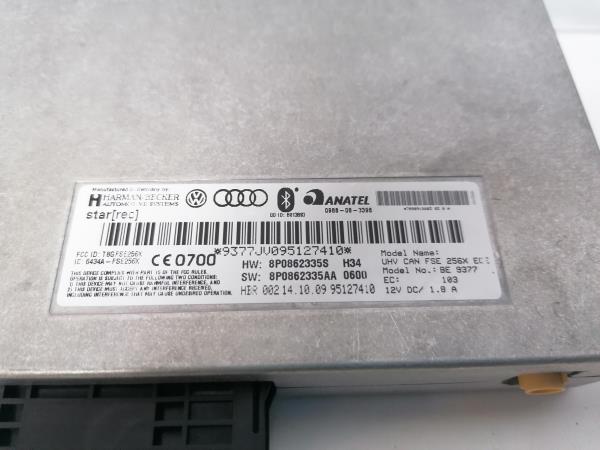 Manufactured in Germany by:
HARMAN-BECKER
AUTOMOTIVE SYSTEMS
star[rec]
ANATEL
0988-08-3398
*9377JV095127410*
FCC ID: T8GFSE256X
IC: 6434A-FSE256X
CE 0700
HW: 8P0862335S H34
SW: 8P0862335AA 0600
HBR 002 14.10.09 95127410
THIS DEVICE COMPLIES WITH PART 15 OF THE FCC RULES.
OPERATION IS SUBJECT TO THE FOLLOWING TWO CONDITIONS:
1) THIS DEVICE MAY NOT CAUSE HARMFUL INTERFERENCE, AND
2) THIS DEVICE MUST ACCEPT ANY INTERFERENCE RECEIVED,
INCLUDING INTERFERENCE THAT MAY CAUSE UNDESIRED OPERATION.
Model Name:
UHV CAN FSE 256X ECE
Model No: BE 9377
EC: 103
12V DC/ 1.8 A